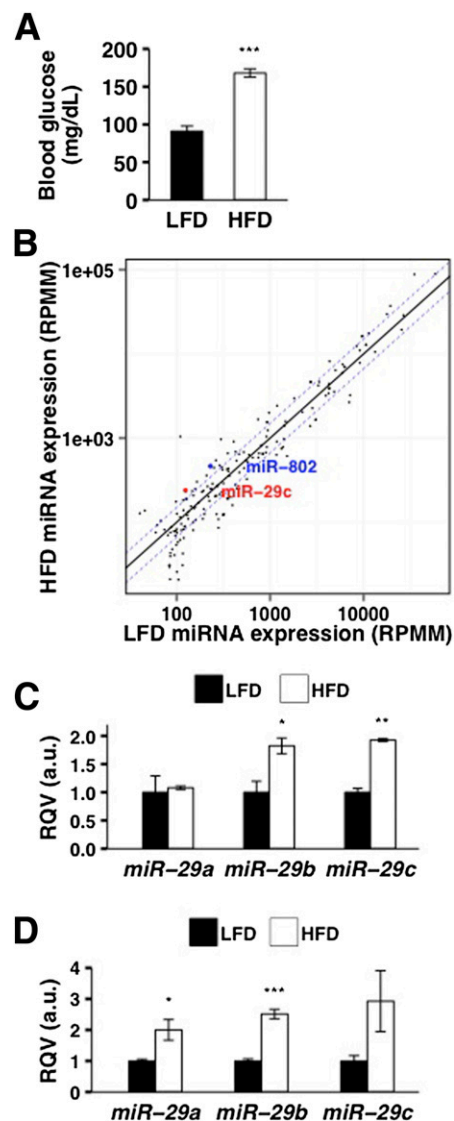 A
Blood glucose
(mg/dL)
200
150
100
50
0
***
LFD HFD
B
HFD miRNA expression (RPMM)
1e+05
1e+03
miR−802
miR−29c
100 1000 10000
LFD miRNA expression (RPMM)
C
LFD HFD
RQV (a.u.)
2.0
1.5
1.0
0.5
0.0
* **
miR−29a miR−29b miR−29c
D
LFD HFD
RQV (a.u.)
4
3
2
1
0
* ***
miR−29a miR−29b miR−29c